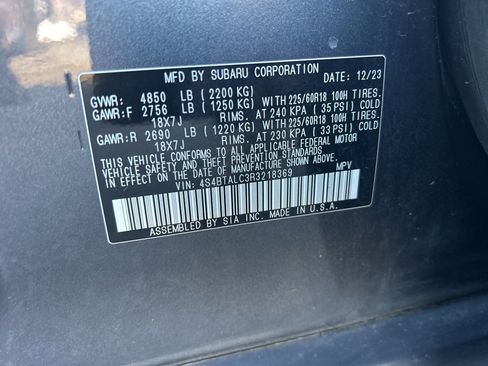 MFD BY SUBARU CORPORATION 12/23
GVWR: 4850 LB (2200 KG)
GAWR:F 2756 LB (1250 KG) WITH 225/60R18 100H TIRES.
18X7J RIMS AT 240 KPA (35 PSI) COLD
GAWR:R 2690 LB (1220 KG) WITH 225/60R18 100H TIRES.
18X7J RIMS AT 230 KPA (33 PSI) COLD
THIS VEHICLE CONFORMS TO ALL APPLICABLE FEDERAL MOTOR
VEHICLE SAFETY AND THEFT PREVENTION STANDARDS
IN EFFECT ON THE DATE OF MANUFACTURE SHOWN ABOVE.
VIN: 4S4BTALC3R3218369 MPV
ASSEMBLED BY SIA INC. MADE IN U.S.A.